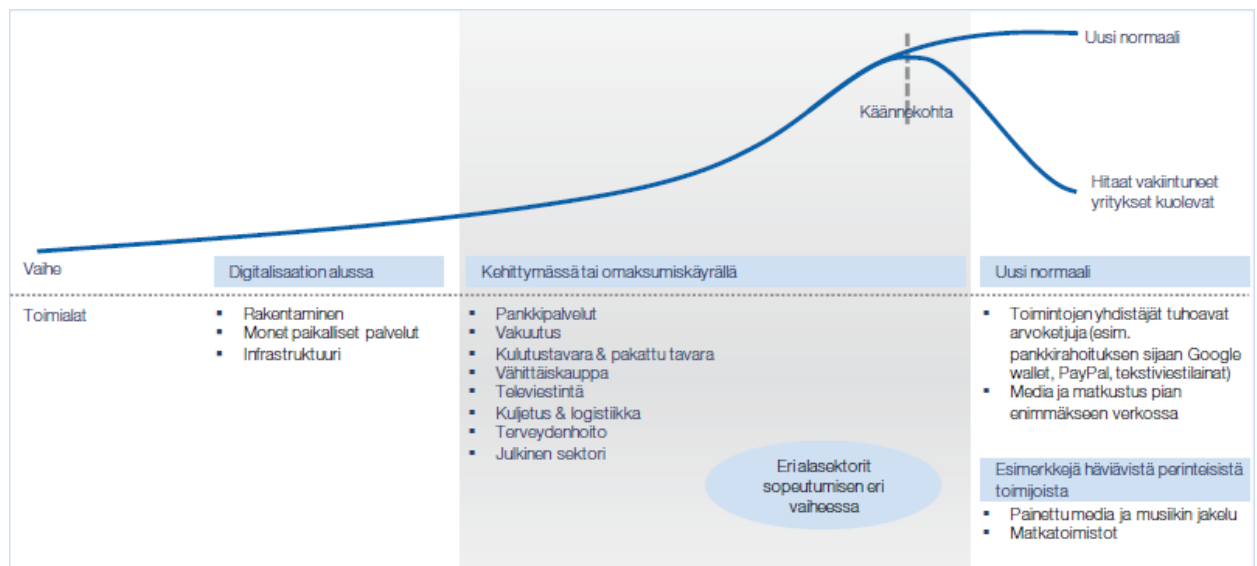 Uusi normaali
Käännekohta
Hitaat vakiintuneet
yritykset kuolevat
Vaihe
Digitalisaation alussa
Kehittymässä tai omaksumiskäyrällä
Uusi normaali
Toimialat
▪ Rakentaminen
▪ Monet paikalliset palvelut
▪ Infrastruktuuri
▪ Pankkipalvelut
▪ Vakuutus
▪ Kulutustavara & pakattu tavara
▪ Vähittäiskauppa
▪ Televiestintä
▪ Kuljetus & logistiikka
▪ Terveydenhoito
▪ Julkinen sektori
Eri alasektorit
sopeutumisen eri
vaiheessa
▪ Toimintojen yhdistäjät tuhoavat
arvoketjuja (esim.
pankkirahoituksen sijaan Google
wallet, PayPal, tekstiviestilainat)
▪ Media ja matkustus pian
enimmäkseen verkossa
Esimerkkejä häviävistä perinteisistä
toimijoista
▪ Painettu media ja musiikin jakelu
▪ Matkatoimistot